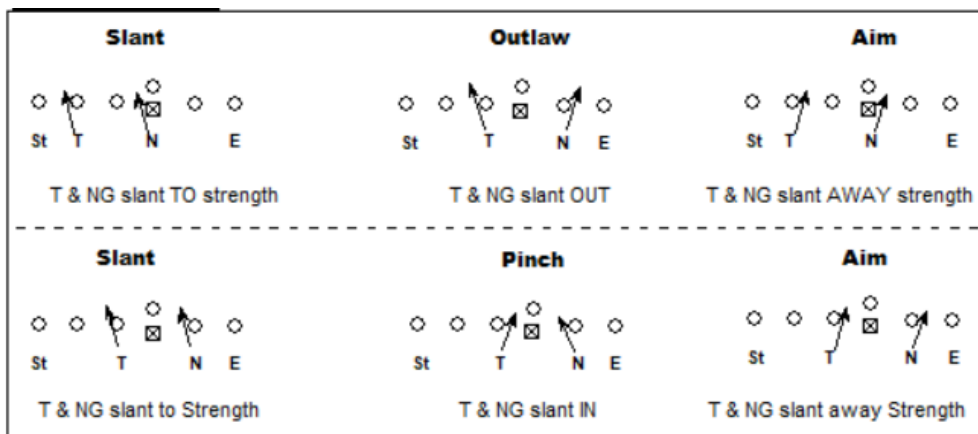 Slant Outlaw Aim
St T N E St T N E St T N E
T & NG slant TO strength T & NG slant OUT T & NG slant AWAY strength
Slant Pinch Aim
St T N E St T N E St T N E
T & NG slant to Strength T & NG slant IN T & NG slant away Strength